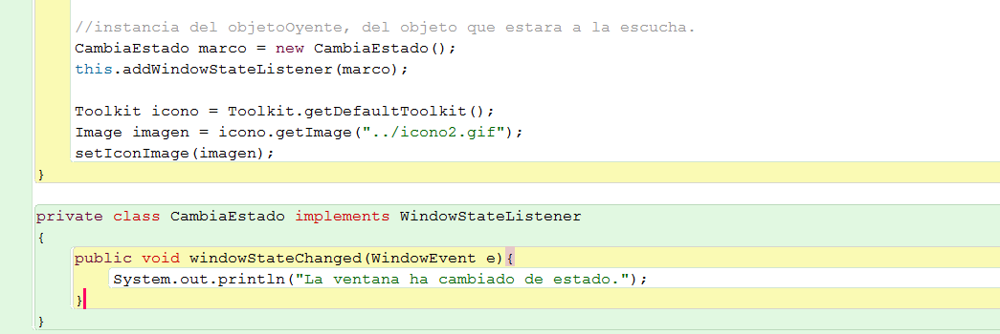 //instancia del objetoOyente, del objeto que estara a la escucha.
CambiaEstado marco = new CambiaEstado();
this.addWindowStateListener(marco);
Toolkit icono = Toolkit.getDefaultToolkit();
Image imagen = icono.getImage("../icono2.gif");
setIconImage(imagen);
}
private class CambiaEstado implements WindowStateListener
{
public void windowStateChanged(WindowEvent e){
System.out.println("La ventana ha cambiado de estado.");
}
}